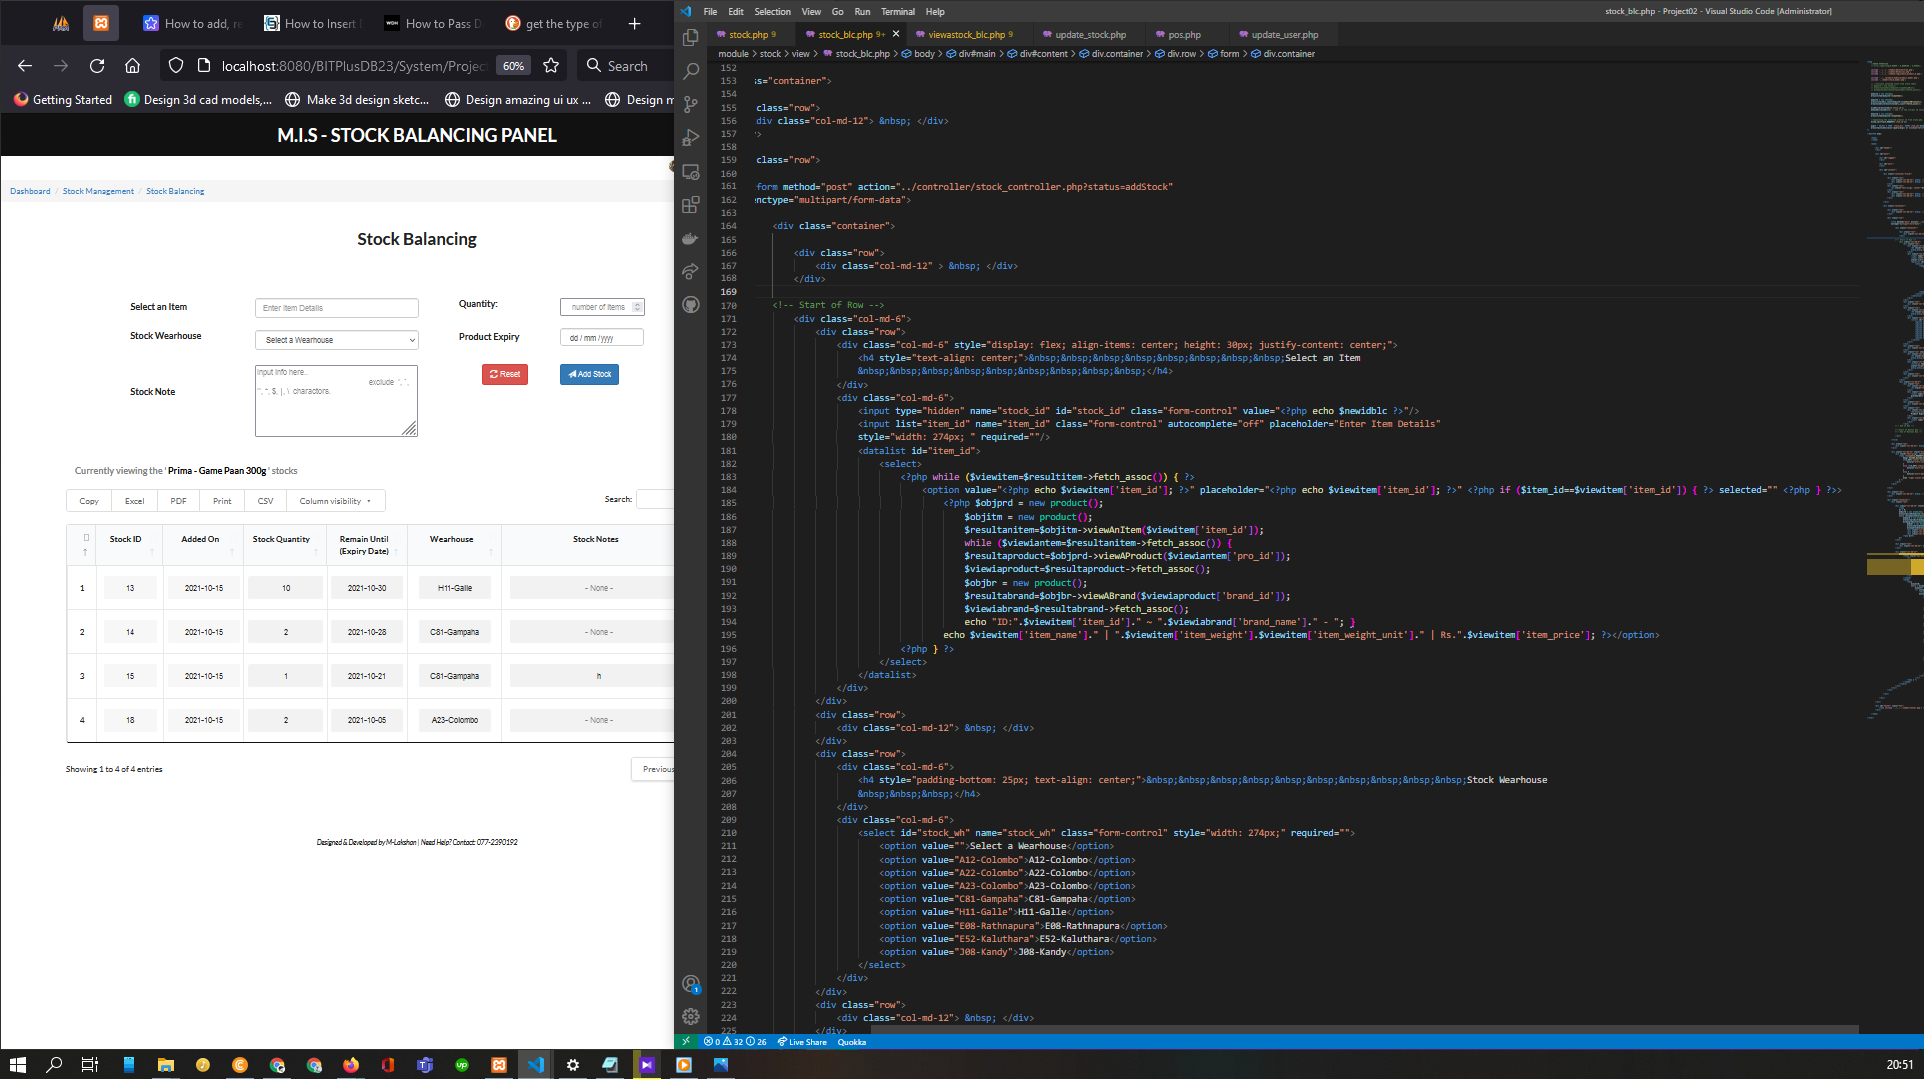 How to add, re
How to Insert
How to Pass D
get the type of
localhost:8080/BITPlusDB23/System/Project
60%
Search
Getting Started
Design 3d cad models,...
Make 3d design sketc...
Design amazing ui ux ...
Design m
M.I.S - STOCK BALANCING PANEL
Dashboard / Stock Management / Stock Balancing
Stock Balancing
Select an Item
Enter Item Details
Quantity:
number of items
Stock Wearhouse
Select a Wearhouse
Product Expiry
dd / mm / yyyy
Stock Note
Input info here..
exclude
charactors.
Reset
Add Stock
Currently viewing the ' Prima - Game Paan 300g ' stocks
Copy Excel PDF Print CSV Column visibility
Search:
Stock ID Added On Stock Quantity Remain Until (Expiry Date) Wearhouse Stock Notes
1 13 2021-10-15 10 2021-10-30 H11-Galle - None -
2 14 2021-10-15 2 2021-10-28 C81-Gampaha - None -
3 15 2021-10-15 1 2021-10-21 C81-Gampaha h
4 18 2021-10-15 2 2021-10-05 A23-Colombo - None -
Showing 1 to 4 of 4 entries
Previous
Designed & Developed by M-Lakshan | Need Help? Contact: 077-2390192
File Edit Selection View Go Run Terminal Help
stock_blc.php - Project02 - Visual Studio Code [Administrator]
stock.php 9
stock_blc.php 9+
viewastock_blc.php 9
update_stock.php
pos.php
update_user.php
module > stock > view > stock_blc.php > body > div#main > div#content > div.container > div.row > form > div.container
152
153 ss="container">
154
155 class="row">
156 div class="col-md-12"> &nbsp; </div>
157 >
158
159 class="row">
160
161 form method="post" action="../controller/stock_controller.php?status=addStock"
162 enctype="multipart/form-data">
163
164 <div class="container">
165
166 <div class="row">
167 <div class="col-md-12" > &nbsp; </div>
168 </div>
169
170 <!-- Start of Row -->
171 <div class="col-md-6">
172 <div class="row">
173 <div class="col-md-6" style="display: flex; align-items: center; height: 30px; justify-content: center;">
174 <h4 style="text-align: center;">&nbsp;&nbsp;&nbsp;&nbsp;&nbsp;&nbsp;&nbsp;&nbsp;Select an Item
175 &nbsp;&nbsp;&nbsp;&nbsp;&nbsp;&nbsp;&nbsp;&nbsp;&nbsp;</h4>
176 </div>
177 <div class="col-md-6">
178 <input type="hidden" name="stock_id" id="stock_id" class="form-control" value="<?php echo $newidblc ?>"/>
179 <input list="item_id" name="item_id" class="form-control" autocomplete="off" placeholder="Enter Item Details"
180 style="width: 274px; " required=""/>
181 <datalist id="item_id">
182 <select>
183 <?php while ($viewitem=$resultitem->fetch_assoc()) { ?>
184 <option value="<?php echo $viewitem['item_id']; ?>" placeholder="<?php echo $viewitem['item_id']; ?>" <?php if ($item_id==$viewitem['item_id']) { ?> selected="" <?php } ?>>
185 <?php $objprd = new product();
186 $objitm = new product();
187 $resultanitem=$objitm->viewAnItem($viewitem['item_id']);
188 while ($viewiantem=$resultanitem->fetch_assoc()) {
189 $resultaproduct=$objprd->viewAProduct($viewiantem['pro_id']);
190 $viewiaproduct=$resultaproduct->fetch_assoc();
191 $objbr = new product();
192 $resultabrand=$objbr->viewABrand($viewiaproduct['brand_id']);
193 $viewiabrand=$resultabrand->fetch_assoc();
194 echo "ID:".$viewitem['item_id']." ~ ".$viewiabrand['brand_name']." - "; }
195 echo $viewitem['item_name']." | ".$viewitem['item_weight'].$viewitem['item_weight_unit']." | Rs.".$viewitem['item_price']; ?></option>
196 <?php } ?>
197 </select>
198 </datalist>
199 </div>
200 </div>
201 <div class="row">
202 <div class="col-md-12"> &nbsp; </div>
203 </div>
204 <div class="row">
205 <div class="col-md-6">
206 <h4 style="padding-bottom: 25px; text-align: center;">&nbsp;&nbsp;&nbsp;&nbsp;&nbsp;&nbsp;&nbsp;&nbsp;&nbsp;&nbsp;Stock Wearhouse
207 &nbsp;&nbsp;&nbsp;</h4>
208 </div>
209 <div class="col-md-6">
210 <select id="stock_wh" name="stock_wh" class="form-control" style="width: 274px;" required="">
211 <option value="">Select a Wearhouse</option>
212 <option value="A12-Colombo">A12-Colombo</option>
213 <option value="A22-Colombo">A22-Colombo</option>
214 <option value="A23-Colombo">A23-Colombo</option>
215 <option value="C81-Gampaha">C81-Gampaha</option>
216 <option value="H11-Galle">H11-Galle</option>
217 <option value="E08-Rathnapura">E08-Rathnapura</option>
218 <option value="E52-Kaluthara">E52-Kaluthara</option>
219 <option value="J08-Kandy">J08-Kandy</option>
220 </select>
221 </div>
222 </div>
223 <div class="row">
224 <div class="col-md-12"> &nbsp; </div>
225 </div>
0 32 26 Live Share Quokka
20:51